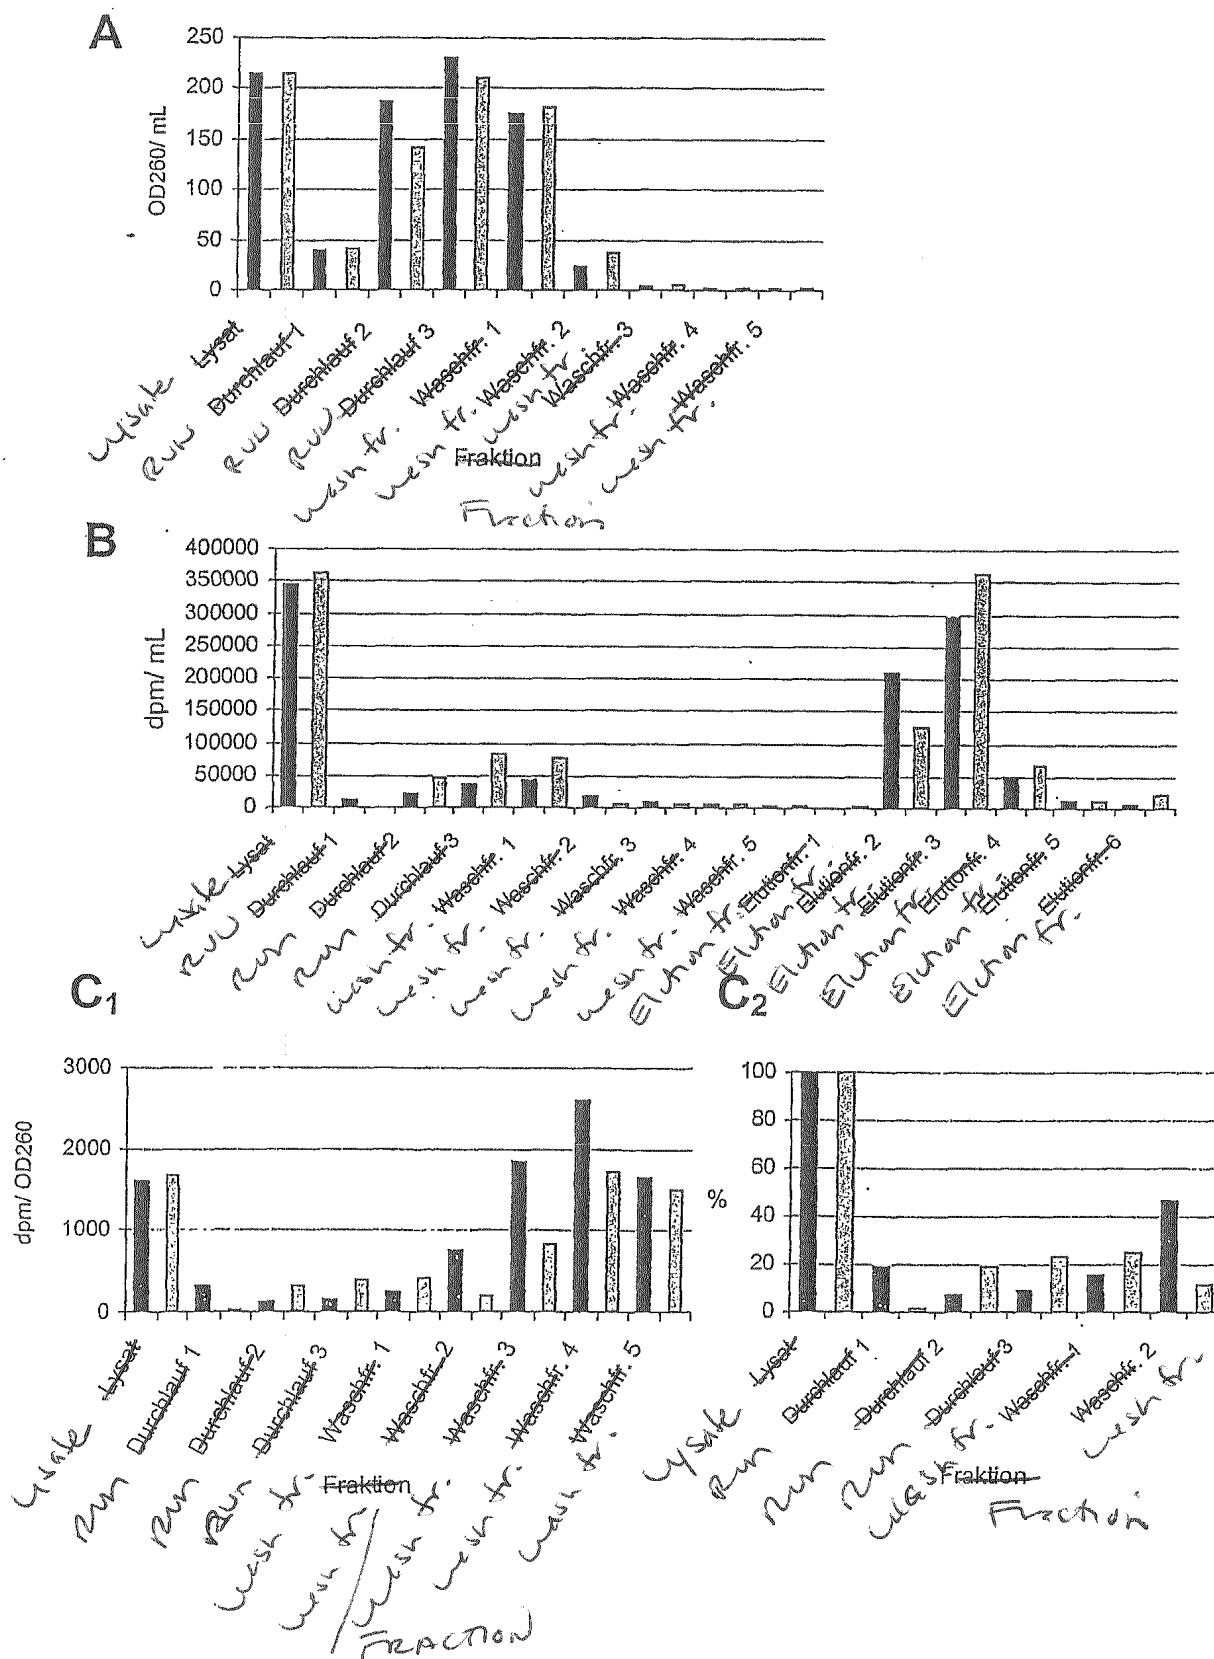 A
250
200
150
100
50
0
OD260/ mL
Lysat
Durchlauf 1
Durchlauf 2
Durchlauf 3
Waschfr. 1
Waschfr. 2
Waschfr. 3
Waschfr. 4
Waschfr. 5
Lysate
Run
Run
Run
wash fr.
wash fr.
wash fr.
wash fr.
wash fr.
Fraktion
Fraction
B
400000
350000
300000
250000
200000
150000
100000
50000
0
dpm/ mL
Lysat
Durchlauf 1
Durchlauf 2
Durchlauf 3
Waschfr. 1
Waschfr. 2
Waschfr. 3
Waschfr. 4
Waschfr. 5
Elutionfr. 1
Elutionfr. 2
Elutionfr. 3
Elutionfr. 4
Elutionfr. 5
Elutionfr. 6
Lysate
Run
Run
Run
wash fr.
wash fr.
wash fr.
wash fr.
wash fr.
Elution fr.
Elution fr.
Elution fr.
Elution fr.
Elution fr.
Elution fr.
C1
3000
2000
1000
0
dpm/ OD260
Lysat
Durchlauf 1
Durchlauf 2
Durchlauf 3
Waschfr. 1
Waschfr. 2
Waschfr. 3
Waschfr. 4
Waschfr. 5
Lysate
Run
Run
Run
wash fr.
wash fr.
wash fr.
wash fr.
wash fr.
Fraktion
FRACTION
C2
100
80
60
40
20
0
%
Lysat
Durchlauf 1
Durchlauf 2
Durchlauf 3
Waschfr. 1
Waschfr. 2
Lysate
Run
Run
Run
wash fr.
wash fr.
Fraktion
Fraction